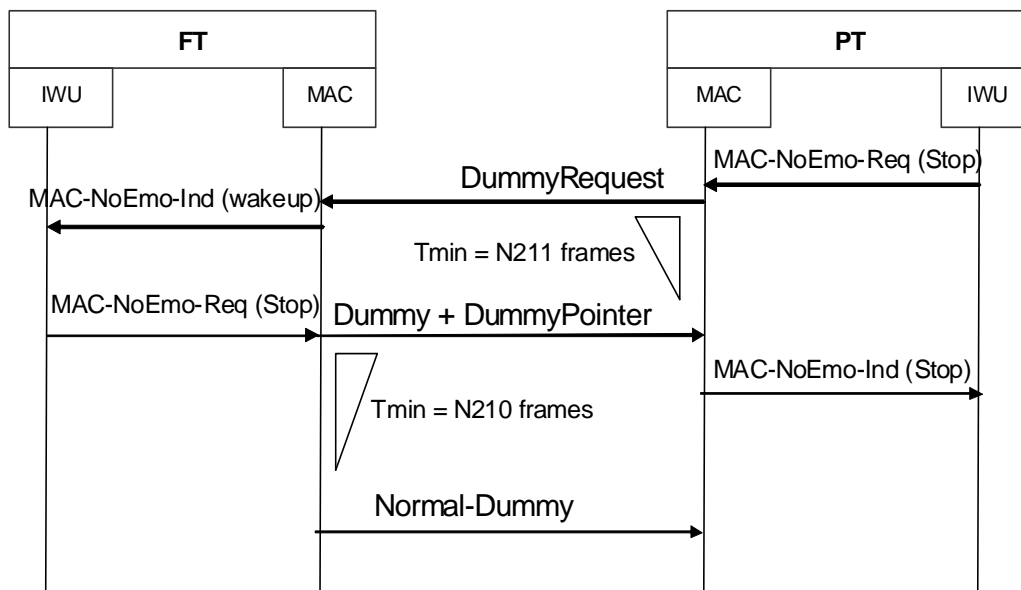 FT
PT
IWU
MAC
MAC
IWU
MAC-NoEmo-Req (Stop)
DummyRequest
MAC-NoEmo-Ind (wakeup)
Tmin = N211 frames
MAC-NoEmo-Req (Stop)
Dummy + DummyPointer
MAC-NoEmo-Ind (Stop)
Tmin = N210 frames
Normal-Dummy